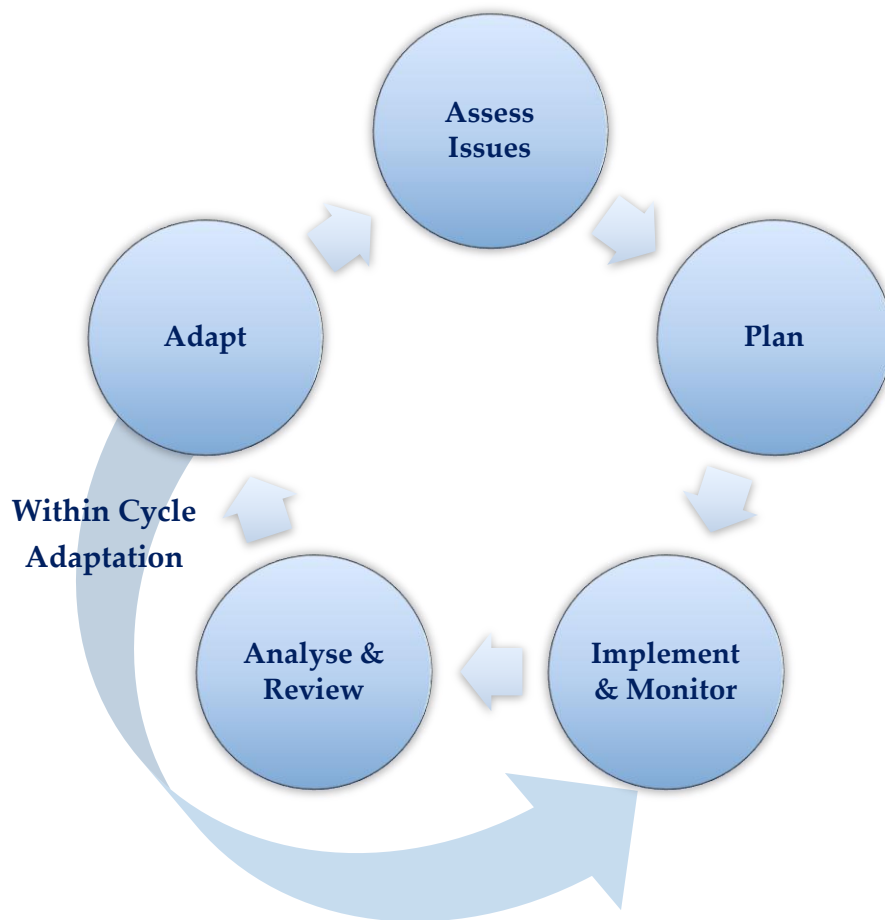 Assess
Issues
Plan
Implement
& Monitor
Analyse &
Review
Adapt
Within Cycle
Adaptation